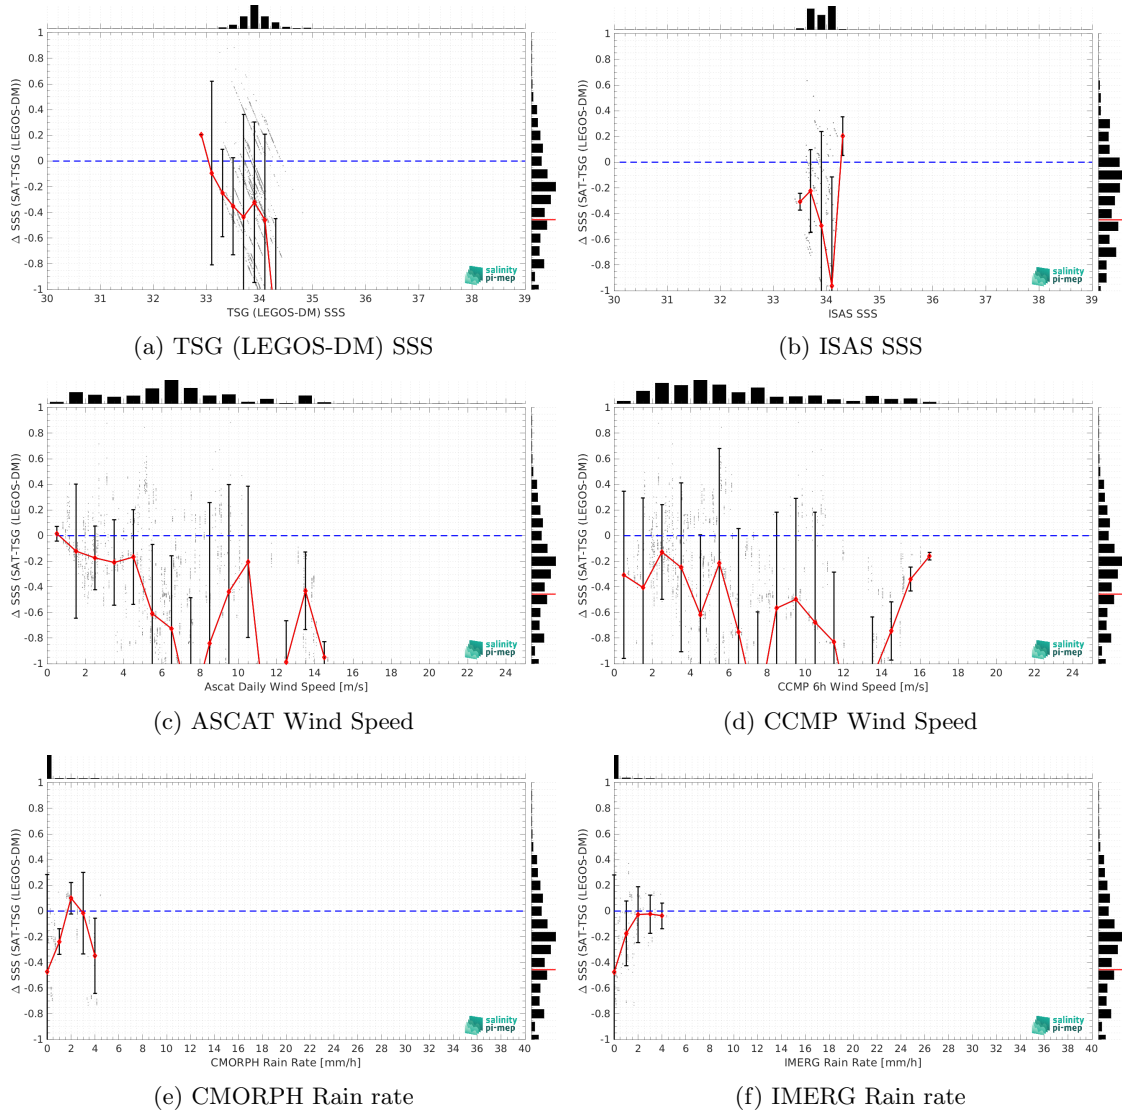 1
0.8
0.6
0.4
0.2
0
-0.2
-0.4
-0.6
-0.8
-1
Δ SSS (SAT-TSG (LEGOS-DM))
salinity
pi-mep
30 31 32 33 34 35 36 37 38 39
TSG (LEGOS-DM) SSS
(a) TSG (LEGOS-DM) SSS
1
0.8
0.6
0.4
0.2
0
-0.2
-0.4
-0.6
-0.8
-1
Δ SSS (SAT-TSG (LEGOS-DM))
salinity
pi-mep
30 31 32 33 34 35 36 37 38 39
ISAS SSS
(b) ISAS SSS
1
0.8
0.6
0.4
0.2
0
-0.2
-0.4
-0.6
-0.8
-1
Δ SSS (SAT-TSG (LEGOS-DM))
salinity
pi-mep
0 2 4 6 8 10 12 14 16 18 20 22 24
Ascat Daily Wind Speed [m/s]
(c) ASCAT Wind Speed
1
0.8
0.6
0.4
0.2
0
-0.2
-0.4
-0.6
-0.8
-1
Δ SSS (SAT-TSG (LEGOS-DM))
salinity
pi-mep
0 2 4 6 8 10 12 14 16 18 20 22 24
CCMP 6h Wind Speed [m/s]
(d) CCMP Wind Speed
1
0.8
0.6
0.4
0.2
0
-0.2
-0.4
-0.6
-0.8
-1
Δ SSS (SAT-TSG (LEGOS-DM))
salinity
pi-mep
0 2 4 6 8 10 12 14 16 18 20 22 24 26 28 30 32 34 36 38 40
CMORPH Rain Rate [mm/h]
(e) CMORPH Rain rate
1
0.8
0.6
0.4
0.2
0
-0.2
-0.4
-0.6
-0.8
-1
Δ SSS (SAT-TSG (LEGOS-DM))
salinity
pi-mep
0 2 4 6 8 10 12 14 16 18 20 22 24 26 28 30 32 34 36 38 40
IMERG Rain Rate [mm/h]
(f) IMERG Rain rate